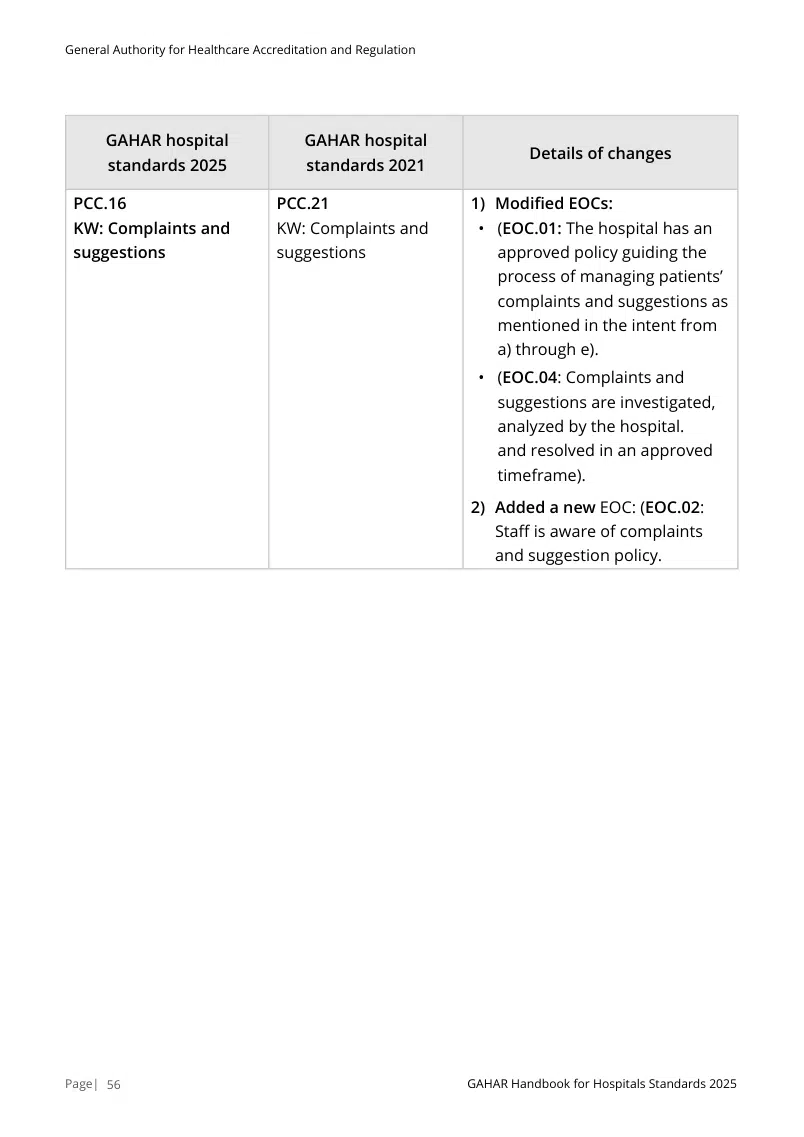 General Authority for Healthcare Accreditation and Regulation
GAHAR hospital
standards 2025
GAHAR hospital
standards 2021
Details of changes
PCC.16
KW: Complaints and
suggestions
PCC.21
KW: Complaints and
suggestions
1) Modified EOCs:
• (EOC.01: The hospital has an
approved policy guiding the
process of managing patients’
complaints and suggestions as
mentioned in the intent from
a) through e).
• (EOC.04: Complaints and
suggestions are investigated,
analyzed by the hospital.
and resolved in an approved
timeframe).
2) Added a new EOC: (EOC.02:
Staff is aware of complaints
and suggestion policy.
Page| 56
GAHAR Handbook for Hospitals Standards 2025